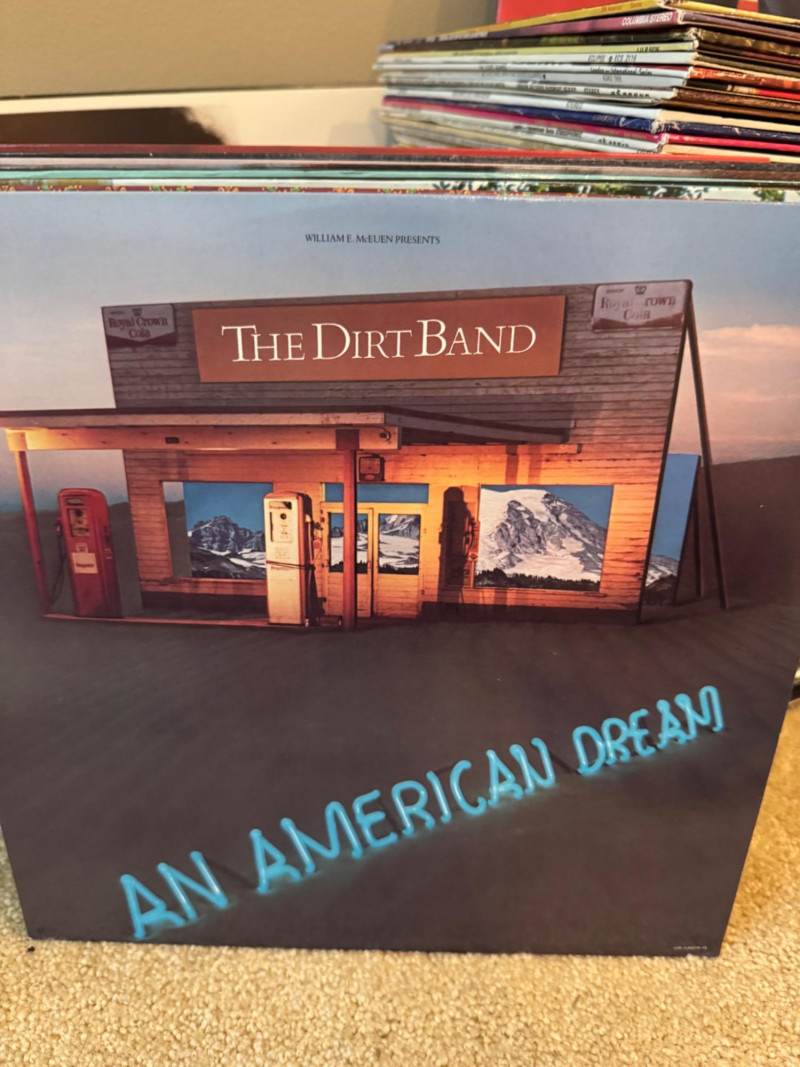 COLUMBIA STEREO
WILLIAM E. McEUEN PRESENTS
Royal Crown
Cola
THE DIRT BAND
Royal Crown
Cola
AN AMERICAN DREAM